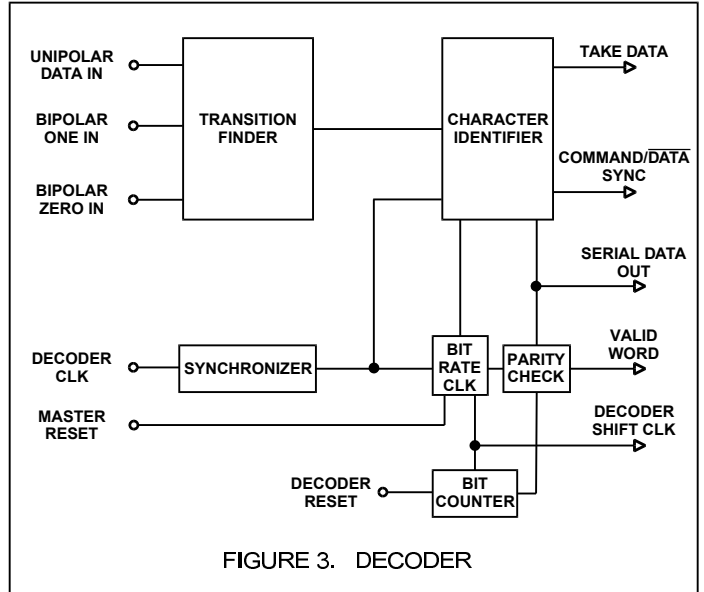 UNIPOLAR
DATA IN
BIPOLAR
ONE IN
BIPOLAR
ZERO IN
TRANSITION
FINDER
CHARACTER
IDENTIFIER
TAKE DATA
COMMAND/DATA
SYNC
SERIAL DATA
OUT
DECODER
CLK
SYNCHRONIZER
BIT
RATE
CLK
PARITY
CHECK
VALID
WORD
MASTER
RESET
DECODER
SHIFT CLK
DECODER
RESET
BIT
COUNTER
FIGURE 3. DECODER